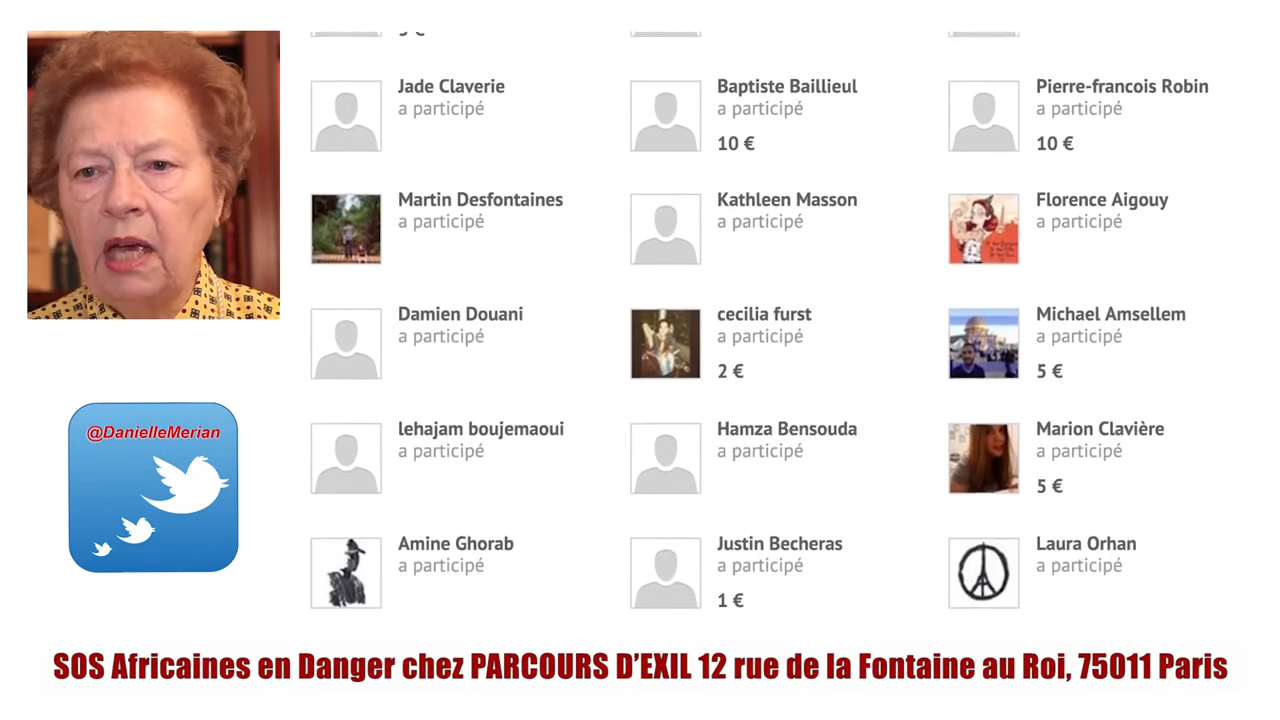 5 €
Jade Claverie
a participé
Baptiste Baillieul
a participé
10 €
Pierre-francois Robin
a participé
10 €
Martin Desfontaines
a participé
Kathleen Masson
a participé
Florence Aigouy
a participé
Damien Douani
a participé
cecilia furst
a participé
2 €
Michael Amsellem
a participé
5 €
@DanielleMerian
lehajam boujemaoui
a participé
Hamza Bensouda
a participé
Marion Clavière
a participé
5 €
Amine Ghorab
a participé
Justin Becheras
a participé
1 €
Laura Orhan
a participé
SOS Africaines en Danger chez PARCOURS D'EXIL 12 rue de la Fontaine au Roi, 75011 Paris